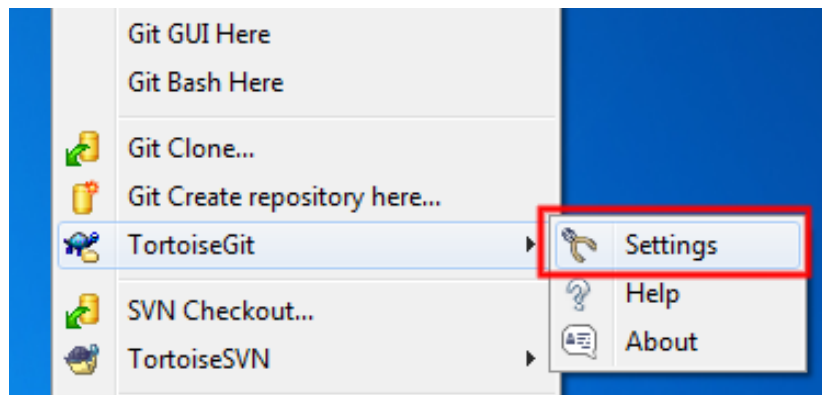 Git GUI Here
Git Bash Here
Git Clone...
Git Create repository here...
TortoiseGit
Settings
Help
About
SVN Checkout...
TortoiseSVN